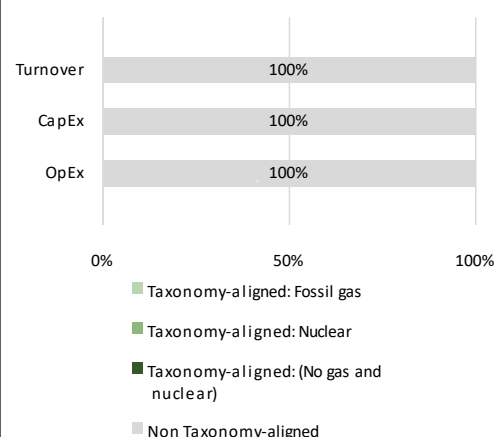 Turnover
100%
CapEx
100%
OpEx
100%
0% 50% 100%
Taxonomy-aligned: Fossil gas
Taxonomy-aligned: Nuclear
Taxonomy-aligned: (No gas and
nuclear)
Non Taxonomy-aligned